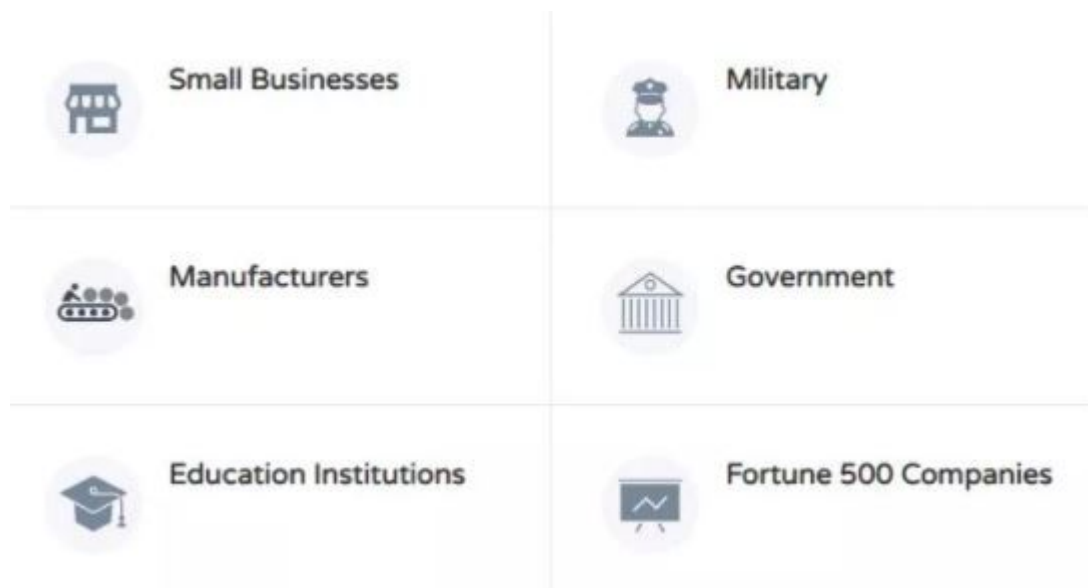 Small Businesses
Military
Manufacturers
Government
Education Institutions
Fortune 500 Companies